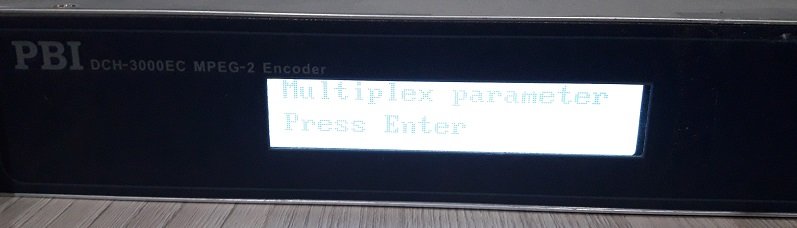 PBI DCH-3000EC MPEG-2 Encoder
Multiplex parameter
Press Enter